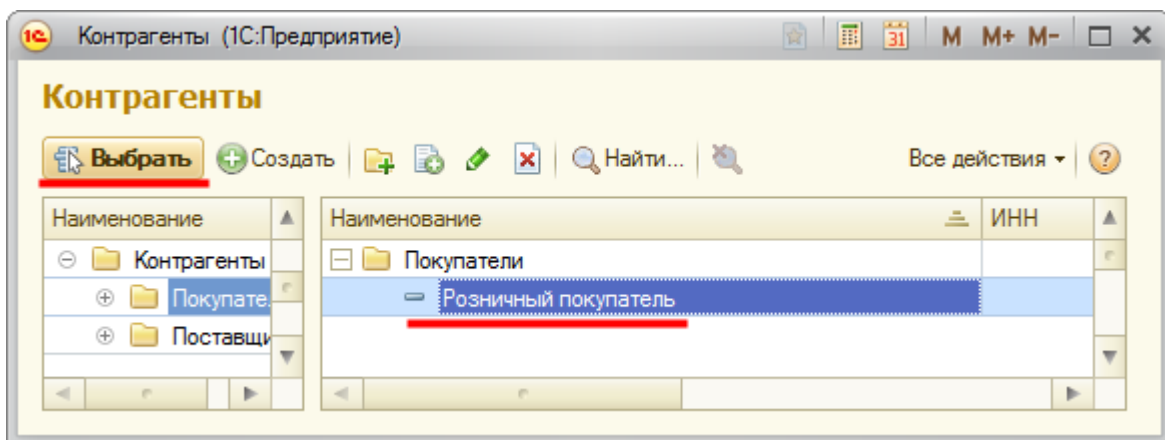 1С Контрагенты (1С:Предприятие) 31 M M+ M-
Контрагенты
Выбрать Создать Найти... Все действия ?
Наименование Наименование ИНН
Контрагенты Покупатели
Покупате. Розничный покупатель
Поставщи